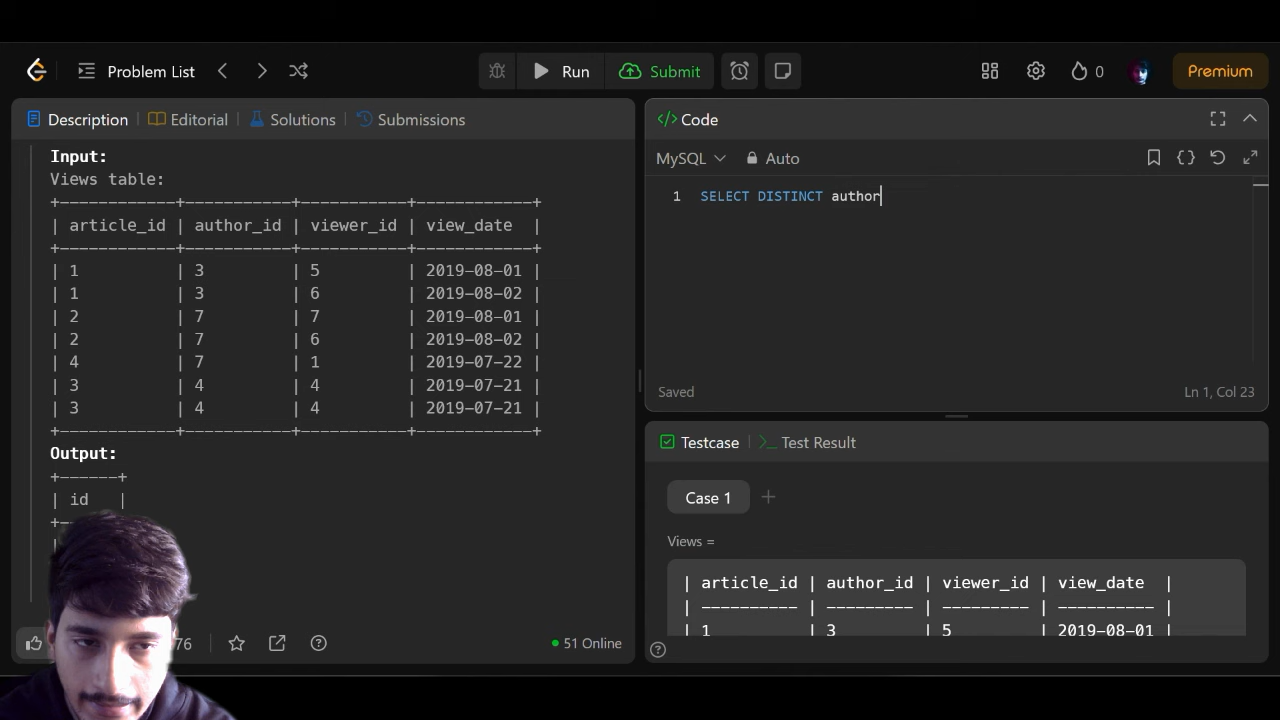 Problem List
Run
Submit
0
Premium
Description
Editorial
Solutions
Submissions
Input:
Views table:
+------------+-----------+-----------+------------+
| article_id | author_id | viewer_id | view_date  |
+------------+-----------+-----------+------------+
| 1          | 3         | 5         | 2019-08-01 |
| 1          | 3         | 6         | 2019-08-02 |
| 2          | 7         | 7         | 2019-08-01 |
| 2          | 7         | 6         | 2019-08-02 |
| 4          | 7         | 1         | 2019-07-22 |
| 3          | 4         | 4         | 2019-07-21 |
| 3          | 4         | 4         | 2019-07-21 |
+------------+-----------+-----------+------------+
Output:
+------+
| id   |
76
51 Online
Code
MySQL
Auto
1 SELECT DISTINCT author
Saved
Ln 1, Col 23
Testcase
Test Result
Case 1
Views =
| article_id | author_id | viewer_id | view_date  |
| ---------- | --------- | --------- | ---------- |
| 1          | 3         | 5         | 2019-08-01 |